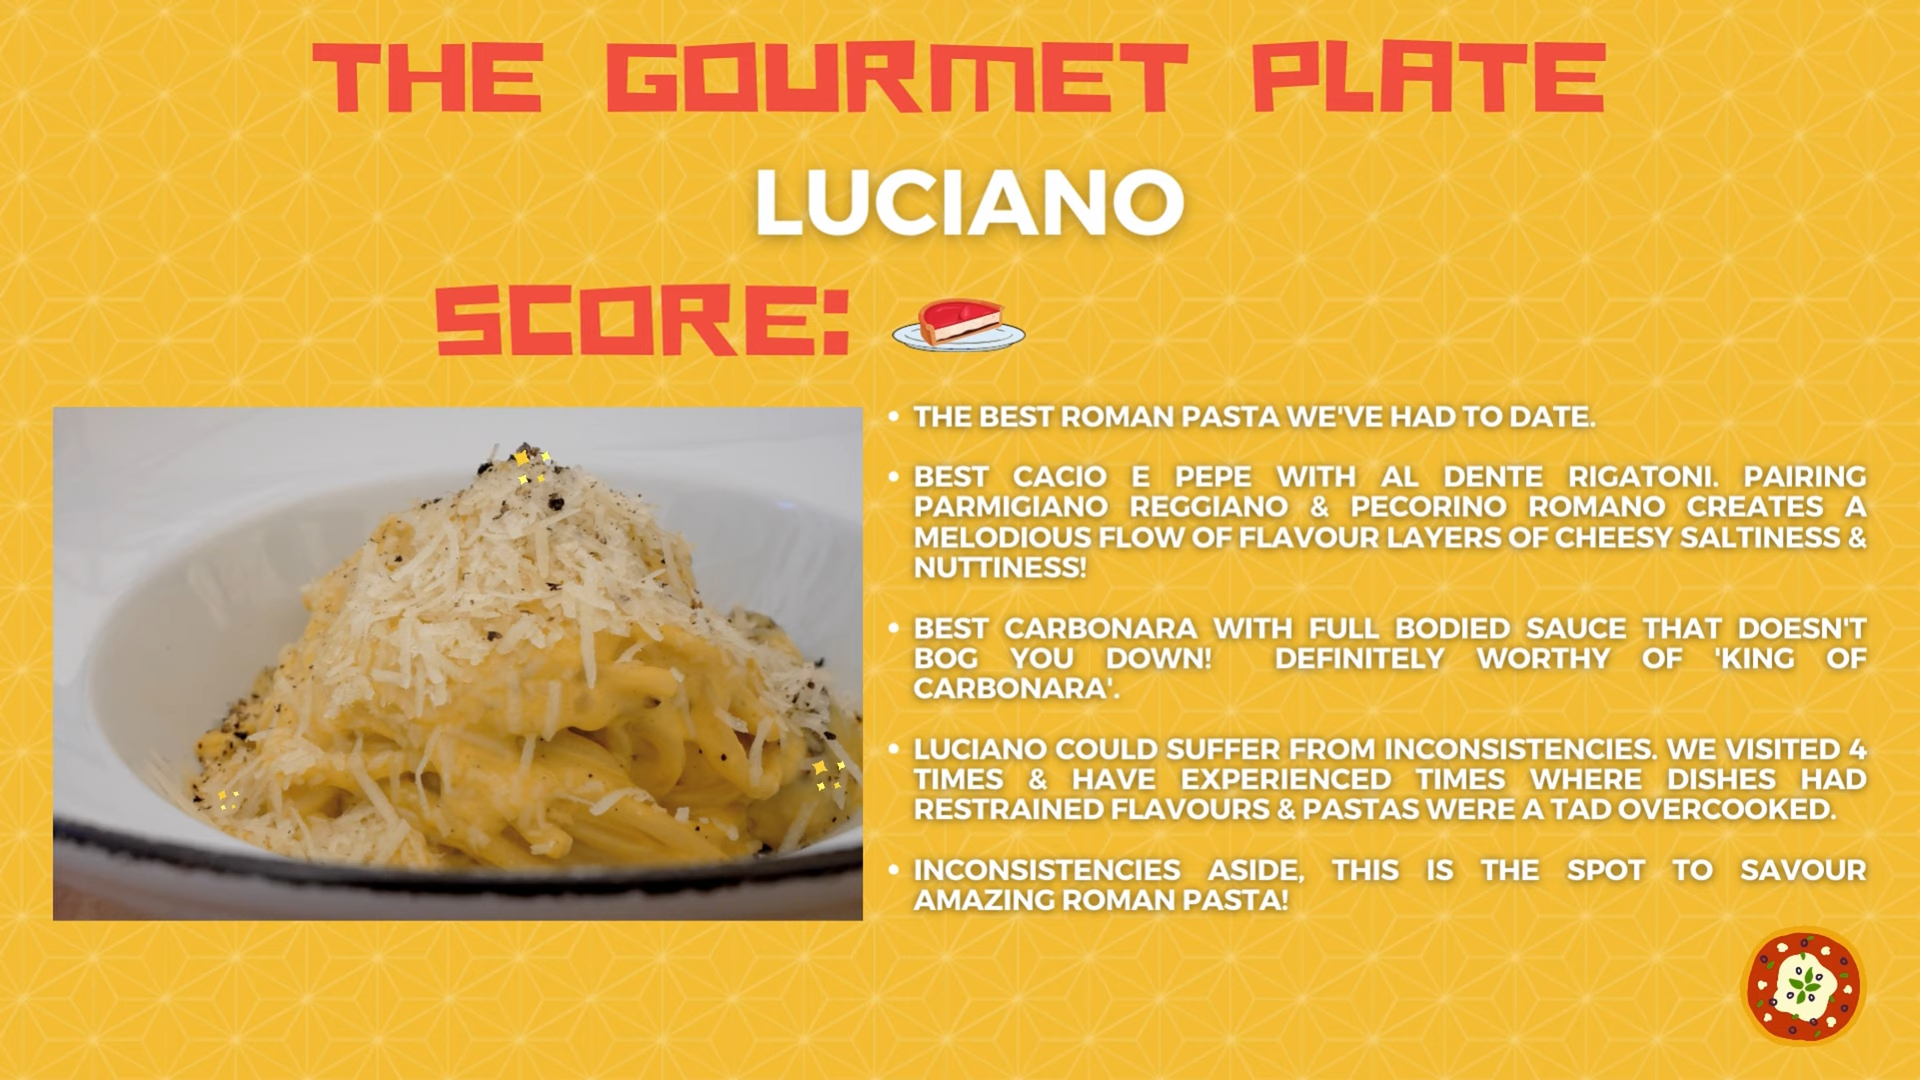 THE GOURMET PLATE
LUCIANO
SCORE:
• THE BEST ROMAN PASTA WE'VE HAD TO DATE.
• BEST CACIO E PEPE WITH AL DENTE RIGATONI. PAIRING
PARMIGIANO REGGIANO & PECORINO ROMANO CREATES A
MELODIOUS FLOW OF FLAVOUR LAYERS OF CHEESY SALTINESS &
NUTTINESS!
• BEST CARBONARA WITH FULL BODIED SAUCE THAT DOESN'T
BOG YOU DOWN! DEFINITELY WORTHY OF 'KING OF
CARBONARA'.
• LUCIANO COULD SUFFER FROM INCONSISTENCIES. WE VISITED 4
TIMES & HAVE EXPERIENCED TIMES WHERE DISHES HAD
RESTRAINED FLAVOURS & PASTAS WERE A TAD OVERCOOKED.
• INCONSISTENCIES ASIDE, THIS IS THE SPOT TO SAVOUR
AMAZING ROMAN PASTA!